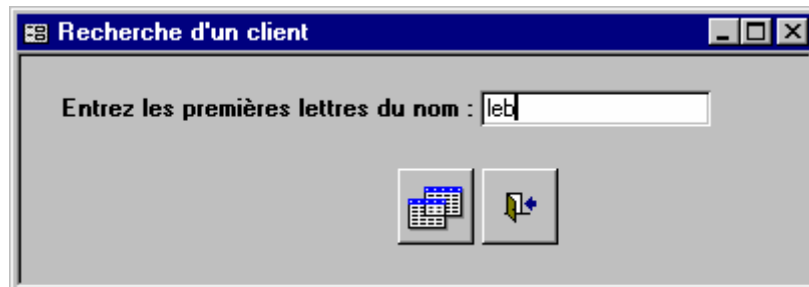 Recherche d'un client
Entrez les premières lettres du nom : leb